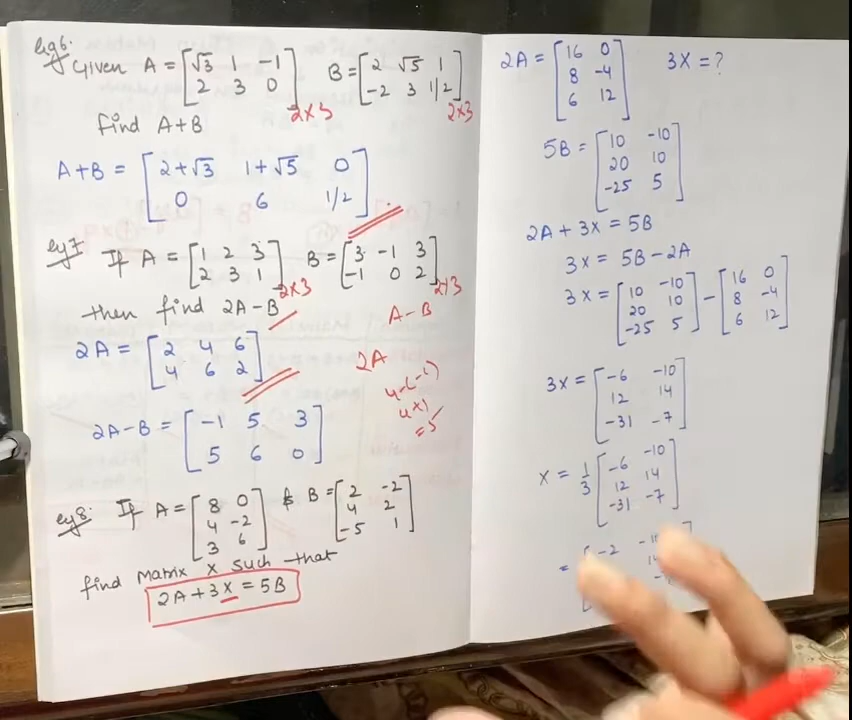 eg6. Given A = [√3 1 -1 B = [2 √5 1
2 3 0] 2×3 -2 3 1/2] 2×3
find A+B
A+B = [2+√3 1+√5 0
0 6 1/2]
eg7 If A = [1 2 3 B = [3 -1 3
2 3 1] 2×3 -1 0 2] 2×3
then find 2A-B
A-B
2A = [2 4 6
4 6 2]
2A
4-(-1)
4+1
=5
2A-B = [-1 5 3
5 6 0]
eg8. If A = [8 0 & B = [2 -2
4 -2 4 2
3 6] -5 1]
find Matrix x such that
2A+3x = 5B
2A = [16 0 3x = ?
8 -4
6 12]
5B = [10 -10
20 10
-25 5]
2A + 3x = 5B
3x = 5B-2A
3x = [10 -10 - [16 0
20 10 8 -4
-25 5] 6 12]
3x = [-6 -10
12 14
-31 -7]
x = 1/3 [-6 -10
12 14
-31 -7]
= [-2